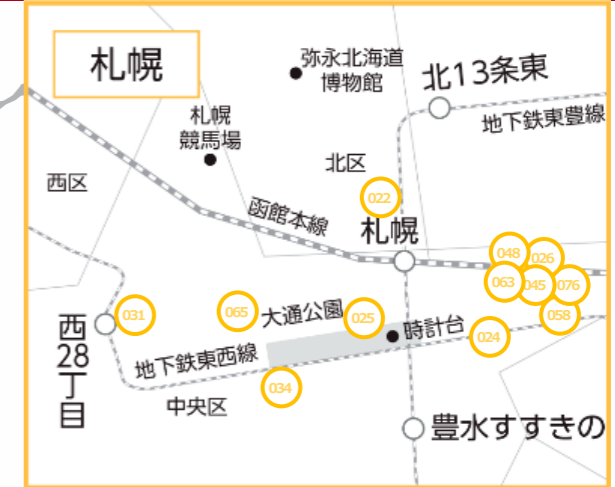 札幌
弥永北海道
博物館
北13条東
地下鉄東豊線
札幌
競馬場
北区
西区
022
函館本線
札幌
048
026
063
045
076
058
031
065
大通公園
025
時計台
024
西28丁目
地下鉄東西線
034
中央区
豊水すすきの